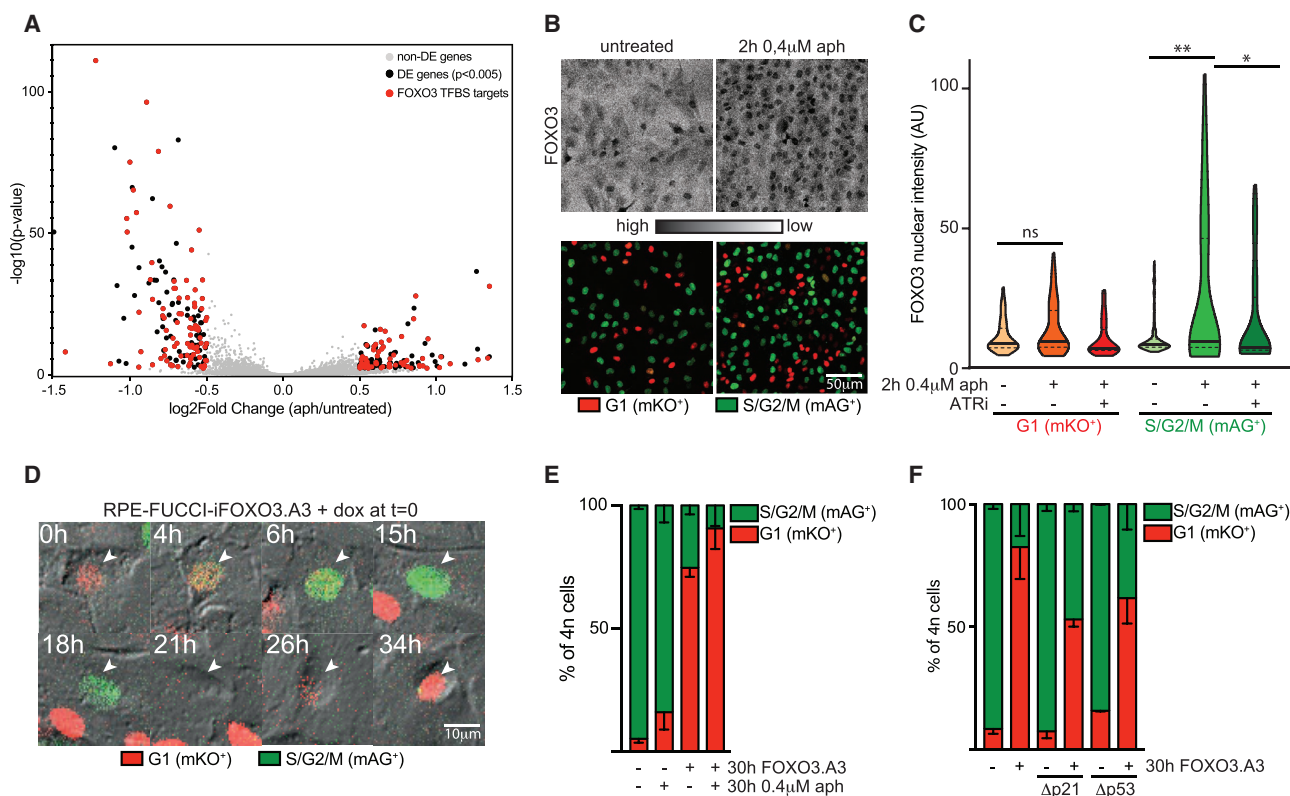 A
non-DE genes
DE genes (p<0.005)
FOXO3 TFBS targets
100
50
0
-log10(p-value)
-1.5
-1.0
-0.5
0.0
0.5
1.0
1.5
log2Fold Change (aph/untreated)
B
untreated
2h 0,4μM aph
FOXO3
high
low
50μm
G1 (mKO⁺)
S/G2/M (mAG⁺)
C
**
*
ns
100
50
0
FOXO3 nuclear intensity (AU)
2h 0.4μM aph - + + - + +
ATRi - - + - - +
G1 (mKO⁺)
S/G2/M (mAG⁺)
D
RPE-FUCCI-iFOXO3.A3 + dox at t=0
0h
4h
6h
15h
18h
21h
26h
34h
10μm
G1 (mKO⁺)
S/G2/M (mAG⁺)
E
100
50
% of 4n cells
S/G2/M (mAG⁺)
G1 (mKO⁺)
- - + + 30h FOXO3.A3
- + - + 30h 0.4μM aph
F
100
50
% of 4n cells
S/G2/M (mAG⁺)
G1 (mKO⁺)
- + - + - + 30h FOXO3.A3
Δp21
Δp53